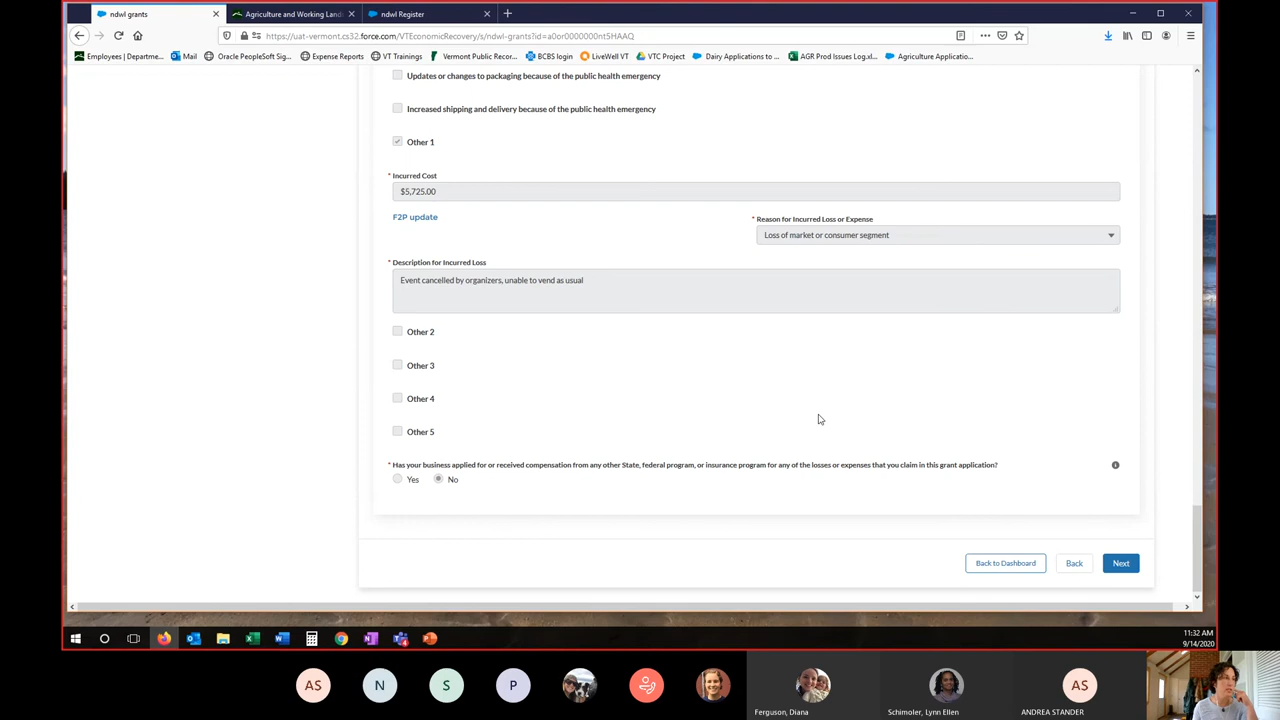 ndwl grants
Agriculture and Working Land
ndwl Register
https://uat-vermont.cs32.force.com/VTEconomicRecovery/s/ndwl-grants?id=a0or0000000nt5HAAQ
Employees | Departme...
Mail
Oracle PeopleSoft Sig...
Expense Reports
VT Trainings
Vermont Public Recor...
BCBS login
LiveWell VT
VTC Project
Dairy Applications to ...
AGR Prod Issues Log.xl...
Agriculture Applicatio...
Updates or changes to packaging because of the public health emergency
Increased shipping and delivery because of the public health emergency
Other 1
* Incurred Cost
$5,725.00
F2P update
* Reason for Incurred Loss or Expense
Loss of market or consumer segment
* Description for Incurred Loss
Event cancelled by organizers, unable to vend as usual
Other 2
Other 3
Other 4
Other 5
* Has your business applied for or received compensation from any other State, federal program, or insurance program for any of the losses or expenses that you claim in this grant application?
Yes
No
Back to Dashboard
Back
Next
11:32 AM
9/14/2020
AS
N
S
P
AS
Ferguson, Diana
Schimoler, Lynn Ellen
ANDREA STANDER